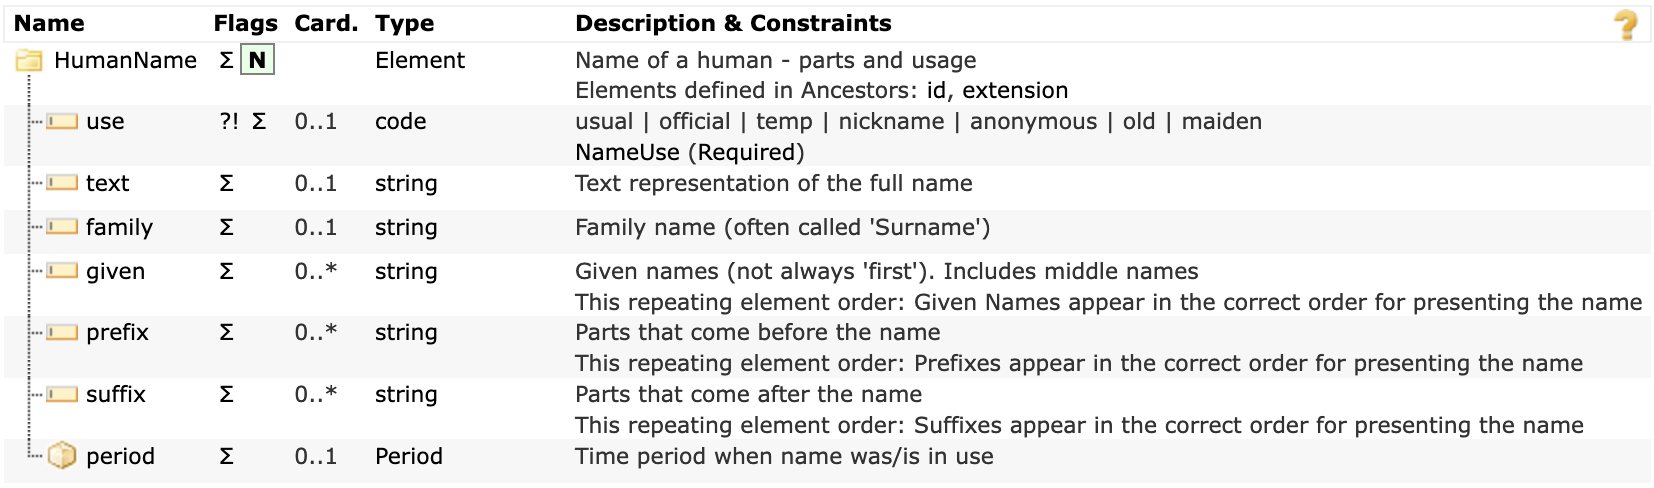 Name Flags Card. Type Description & Constraints ?
HumanName Σ N Element Name of a human - parts and usage
Elements defined in Ancestors: id, extension
use ?! Σ 0..1 code usual | official | temp | nickname | anonymous | old | maiden
NameUse (Required)
text Σ 0..1 string Text representation of the full name
family Σ 0..1 string Family name (often called 'Surname')
given Σ 0..* string Given names (not always 'first'). Includes middle names
This repeating element order: Given Names appear in the correct order for presenting the name
prefix Σ 0..* string Parts that come before the name
This repeating element order: Prefixes appear in the correct order for presenting the name
suffix Σ 0..* string Parts that come after the name
This repeating element order: Suffixes appear in the correct order for presenting the name
period Σ 0..1 Period Time period when name was/is in use